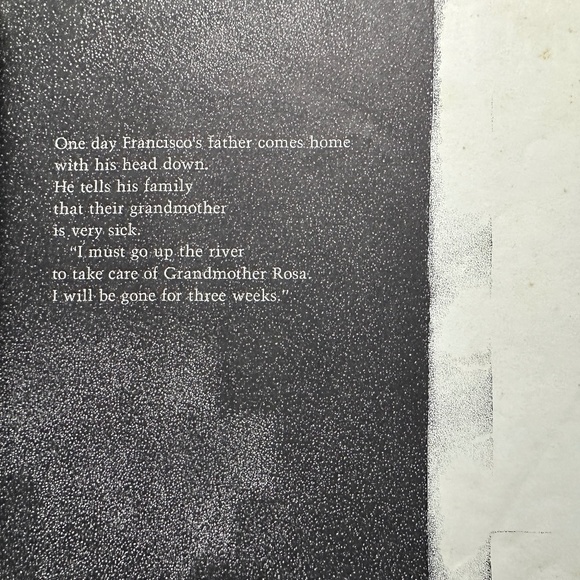 One day Francisco's father comes home
with his head down.
He tells his family
that their grandmother
is very sick.
"I must go up the river
to take care of Grandmother Rosa.
I will be gone for three weeks."